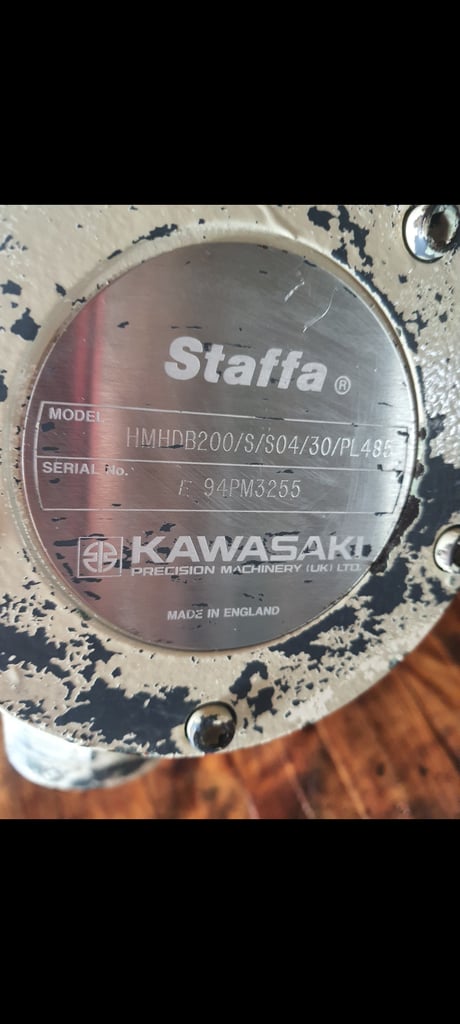 Staffa ®
MODEL HMHDB200/S/S04/30/PL485
SERIAL No. 94PM3255
KAWASAKI
PRECISION MACHINERY (UK) LTD.
MADE IN ENGLAND